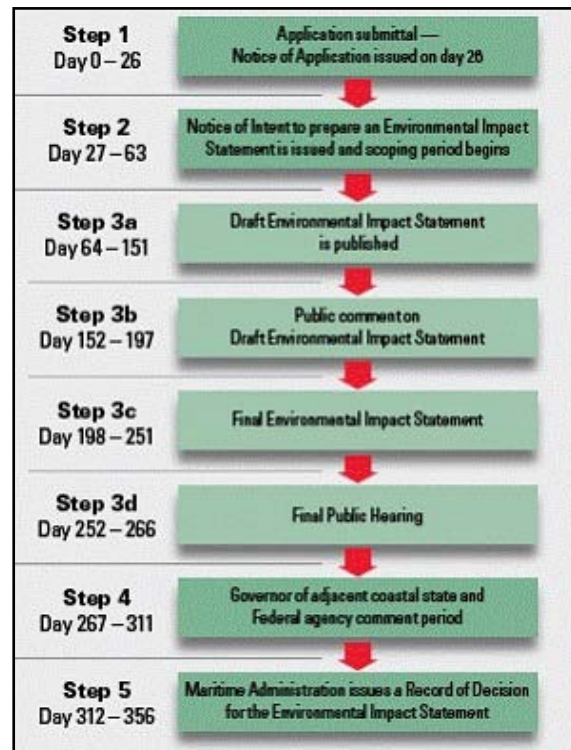 Step 1
Day 0 – 26
Application submittal —
Notice of Application issued on day 26
Step 2
Day 27 – 63
Notice of Intent to prepare an Environmental Impact
Statement is issued and scoping period begins
Step 3a
Day 64 – 151
Draft Environmental Impact Statement
is published
Step 3b
Day 152 – 197
Public comment on
Draft Environmental Impact Statement
Step 3c
Day 198 – 251
Final Environmental Impact Statement
Step 3d
Day 252 – 266
Final Public Hearing
Step 4
Day 267 – 311
Governor of adjacent coastal state and
Federal agency comment period
Step 5
Day 312 – 356
Maritime Administration issues a Record of Decision
for the Environmental Impact Statement